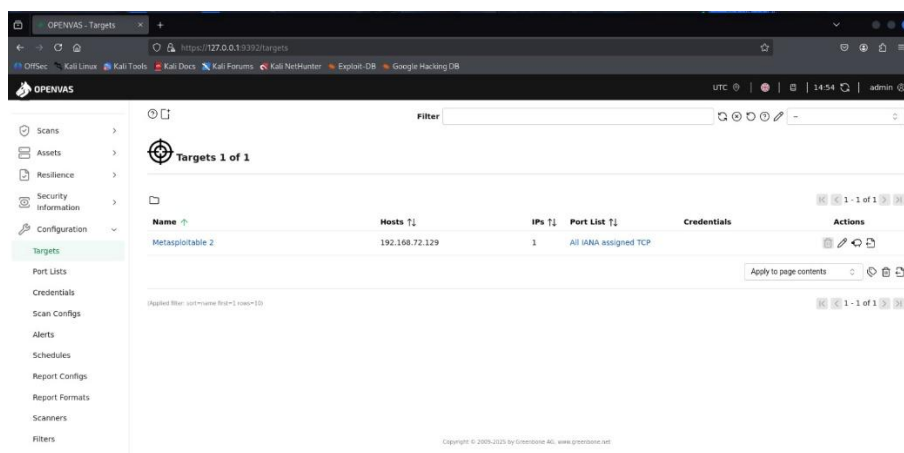 OPENVAS - Targets
https://127.0.0.1:9392/targets
OffSec Kali Linux Kali Tools Kali Docs Kali Forums Kali NetHunter Exploit-DB Google Hacking DB
OPENVAS UTC 14:54 admin
Filter –
Scans
Assets
Resilience
Security Information
Configuration
Targets
Port Lists
Credentials
Scan Configs
Alerts
Schedules
Report Configs
Report Formats
Scanners
Filters
Targets 1 of 1
1 - 1 of 1
Name Hosts IPs Port List Credentials Actions
Metasploitable 2 192.168.72.129 1 All IANA assigned TCP
Apply to page contents
(Applied filter: sort=name first=1 rows=10)
1 - 1 of 1
Copyright © 2009-2025 by Greenbone AG, www.greenbone.net